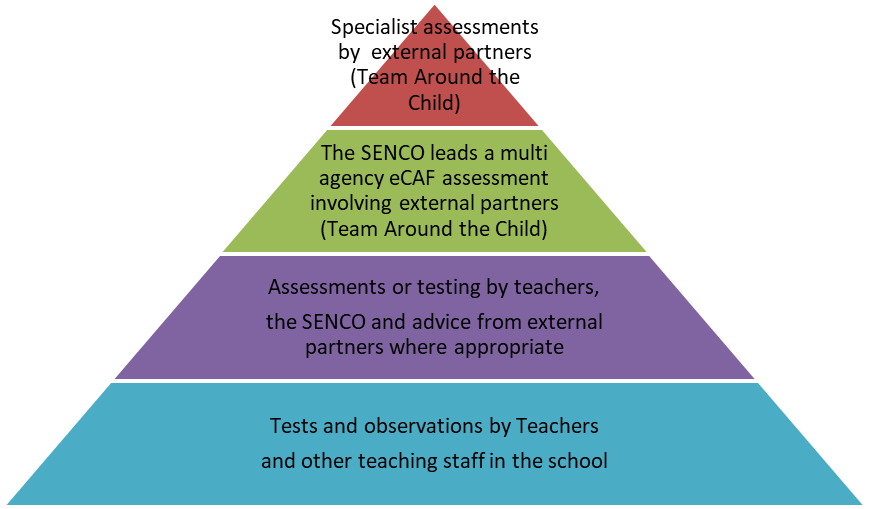 Specialist assessments
by  external partners
(Team Around the
Child)
The SENCO leads a multi
agency eCAF assessment
involving external partners
(Team Around the Child)
Assessments or testing by teachers,
the SENCO and advice from external
partners where appropriate
Tests and observations by Teachers
and other teaching staff in the school